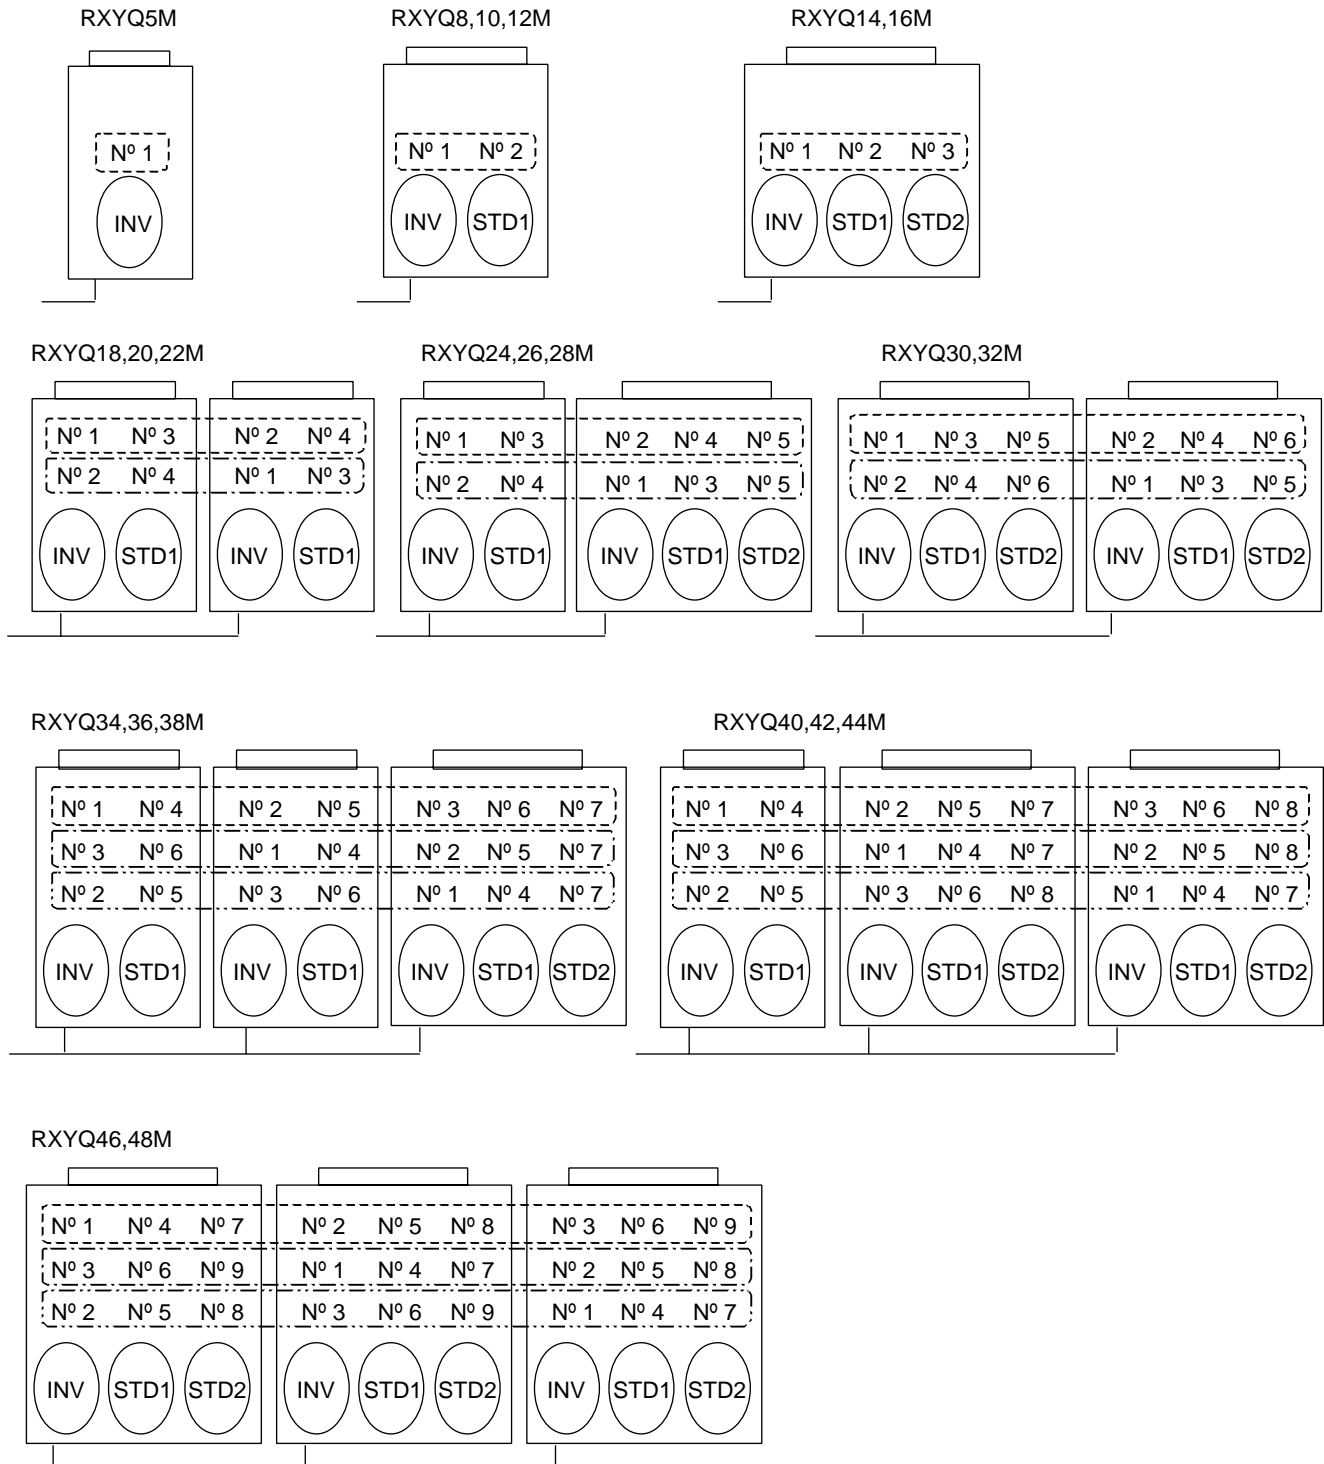 RXYQ5M RXYQ8,10,12M RXYQ14,16M
Nº 1 Nº 1 Nº 2 Nº 1 Nº 2 Nº 3
INV INV STD1 INV STD1 STD2
RXYQ18,20,22M RXYQ24,26,28M RXYQ30,32M
Nº 1 Nº 3 Nº 2 Nº 4 Nº 1 Nº 3 Nº 2 Nº 4 Nº 5 Nº 1 Nº 3 Nº 5 Nº 2 Nº 4 Nº 6
Nº 2 Nº 4 Nº 1 Nº 3 Nº 2 Nº 4 Nº 1 Nº 3 Nº 5 Nº 2 Nº 4 Nº 6 Nº 1 Nº 3 Nº 5
INV STD1 INV STD1 INV STD1 INV STD1 STD2 INV STD1 STD2 INV STD1 STD2
RXYQ34,36,38M RXYQ40,42,44M
Nº 1 Nº 4 Nº 2 Nº 5 Nº 3 Nº 6 Nº 7 Nº 1 Nº 4 Nº 2 Nº 5 Nº 7 Nº 3 Nº 6 Nº 8
Nº 3 Nº 6 Nº 1 Nº 4 Nº 2 Nº 5 Nº 7 Nº 3 Nº 6 Nº 1 Nº 4 Nº 7 Nº 2 Nº 5 Nº 8
Nº 2 Nº 5 Nº 3 Nº 6 Nº 1 Nº 4 Nº 7 Nº 2 Nº 5 Nº 3 Nº 6 Nº 8 Nº 1 Nº 4 Nº 7
INV STD1 INV STD1 INV STD1 STD2 INV STD1 INV STD1 STD2 INV STD1 STD2
RXYQ46,48M
Nº 1 Nº 4 Nº 7 Nº 2 Nº 5 Nº 8 Nº 3 Nº 6 Nº 9
Nº 3 Nº 6 Nº 9 Nº 1 Nº 4 Nº 7 Nº 2 Nº 5 Nº 8
Nº 2 Nº 5 Nº 8 Nº 3 Nº 6 Nº 9 Nº 1 Nº 4 Nº 7
INV STD1 STD2 INV STD1 STD2 INV STD1 STD2